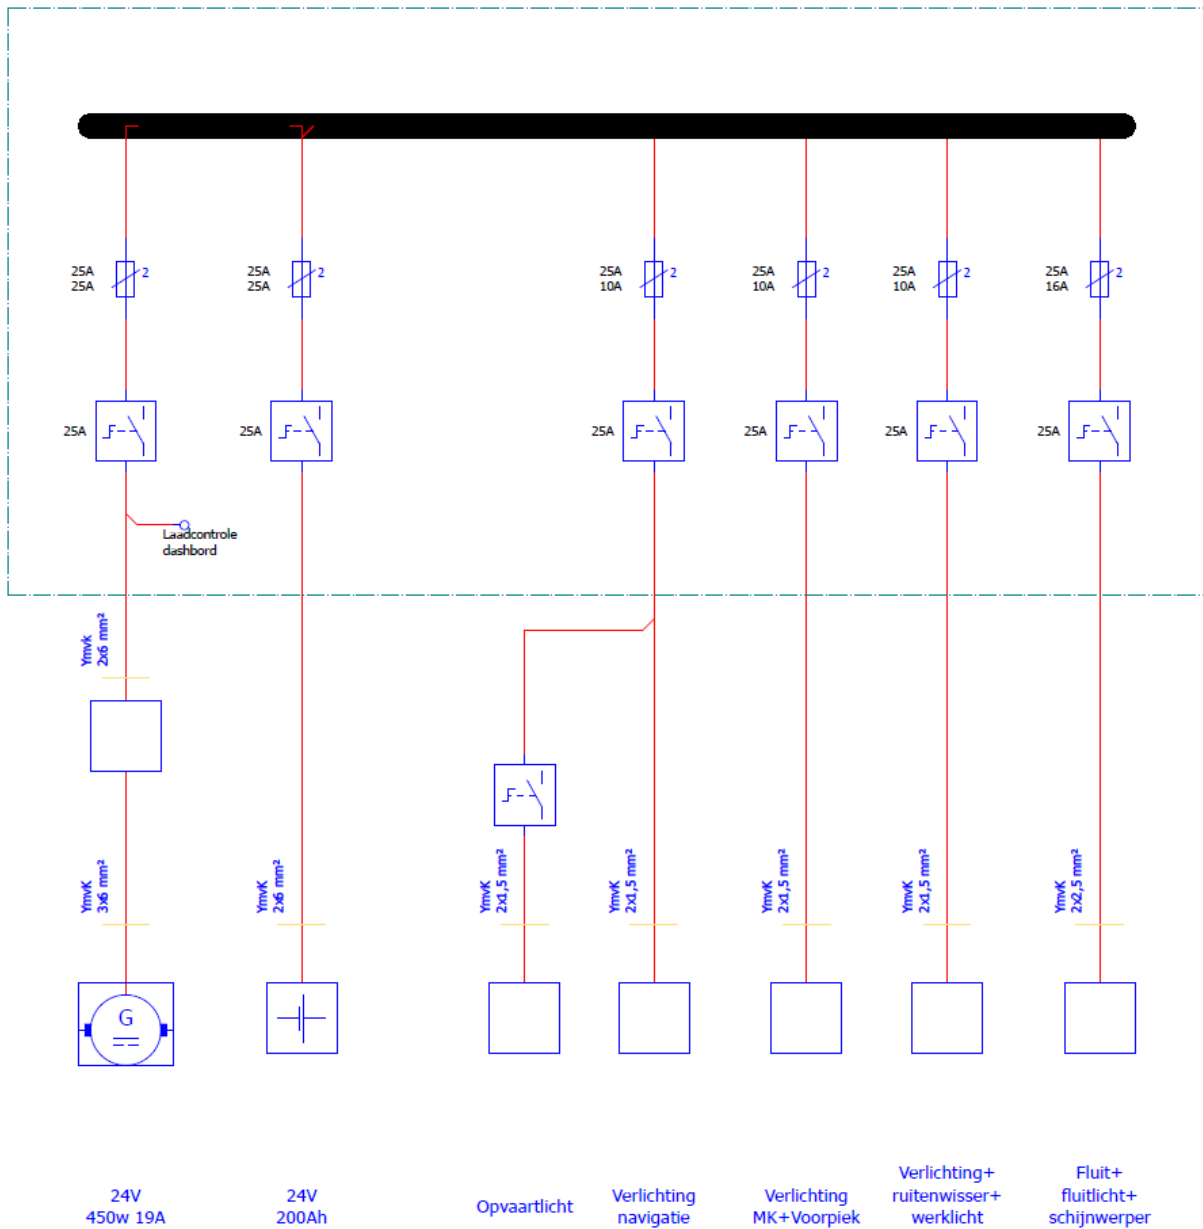 25A
25A
2
25A
25A
2
25A
10A
2
25A
10A
2
25A
10A
2
25A
16A
2
25A
25A
25A
25A
25A
25A
Laadcontrole
dashbord
Ymvk
2x6 mm²
YmvK
3x6 mm²
YmvK
2x6 mm²
YmvK
2x1,5 mm²
YmvK
2x1,5 mm²
YmvK
2x1,5 mm²
YmvK
2x1,5 mm²
YmvK
2x2,5 mm²
G
24V
450w 19A
24V
200Ah
Opvaartlicht
Verlichting
navigatie
Verlichting
MK+Voorpiek
Verlichting+
ruitenwisser+
werklicht
Fluit+
fluitlicht+
schijnwerper